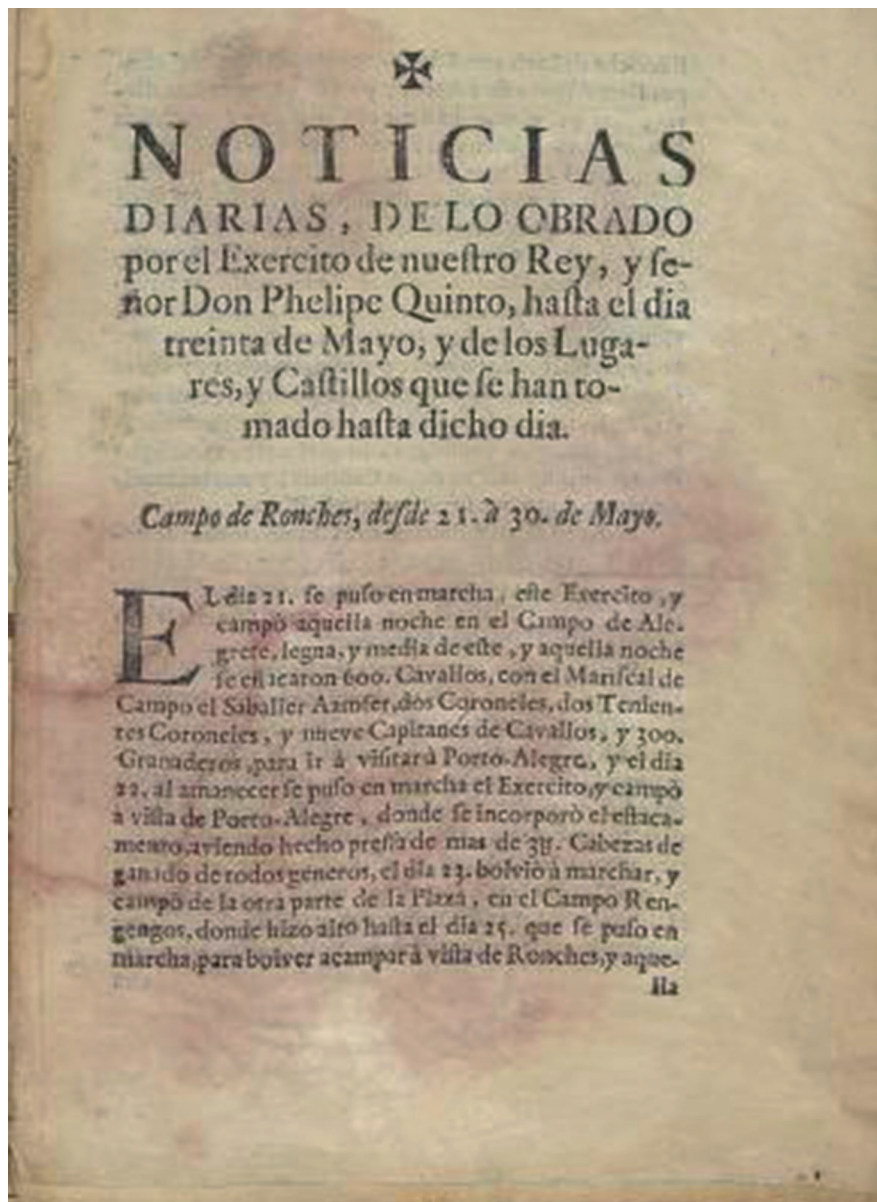 ✠
NOTICIAS
DIARIAS, DE LO OBRADO
por el Exercito de nueſtro Rey, y ſe-
ñor Don Phelipe Quinto, haſta el dia
treinta de Mayo, y de los Luga-
res, y Caſtillos que ſe han to-
mado haſta dicho dia.
Campo de Ronches, deſde 21. à 30. de Mayo.
EL dia 21. ſe puſo en marcha, eſte Exercito, y
campò aquella noche en el Campo de Ale-
grete, legua, y media de eſte, y aquella noche
ſe 600. Cavallos, con el Mariſcal de
Campo el dos Coroneles, dos Tenien-
tes Coroneles, y nueve Capitanes de Cavallos, y 300.
Granaderos, para ir à viſitar à Porto-Alegre, y el dia
22. al amanecer ſe puſo en marcha el Exercito, y campò
à viſta de Porto-Alegre, donde ſe incorporò el eſtaca-
mento, aviendo hecho preſa de mas de Cabezas de
ganado de todos generos, el dia 23. bolviò à marchar, y
campò de la otra parte de la Plaza, en el Campo Ren-
gengos, donde hizo alto haſta el dia 25. que ſe puſo en
marcha, para bolver acampar à viſta de Ronches, y aque-
lla